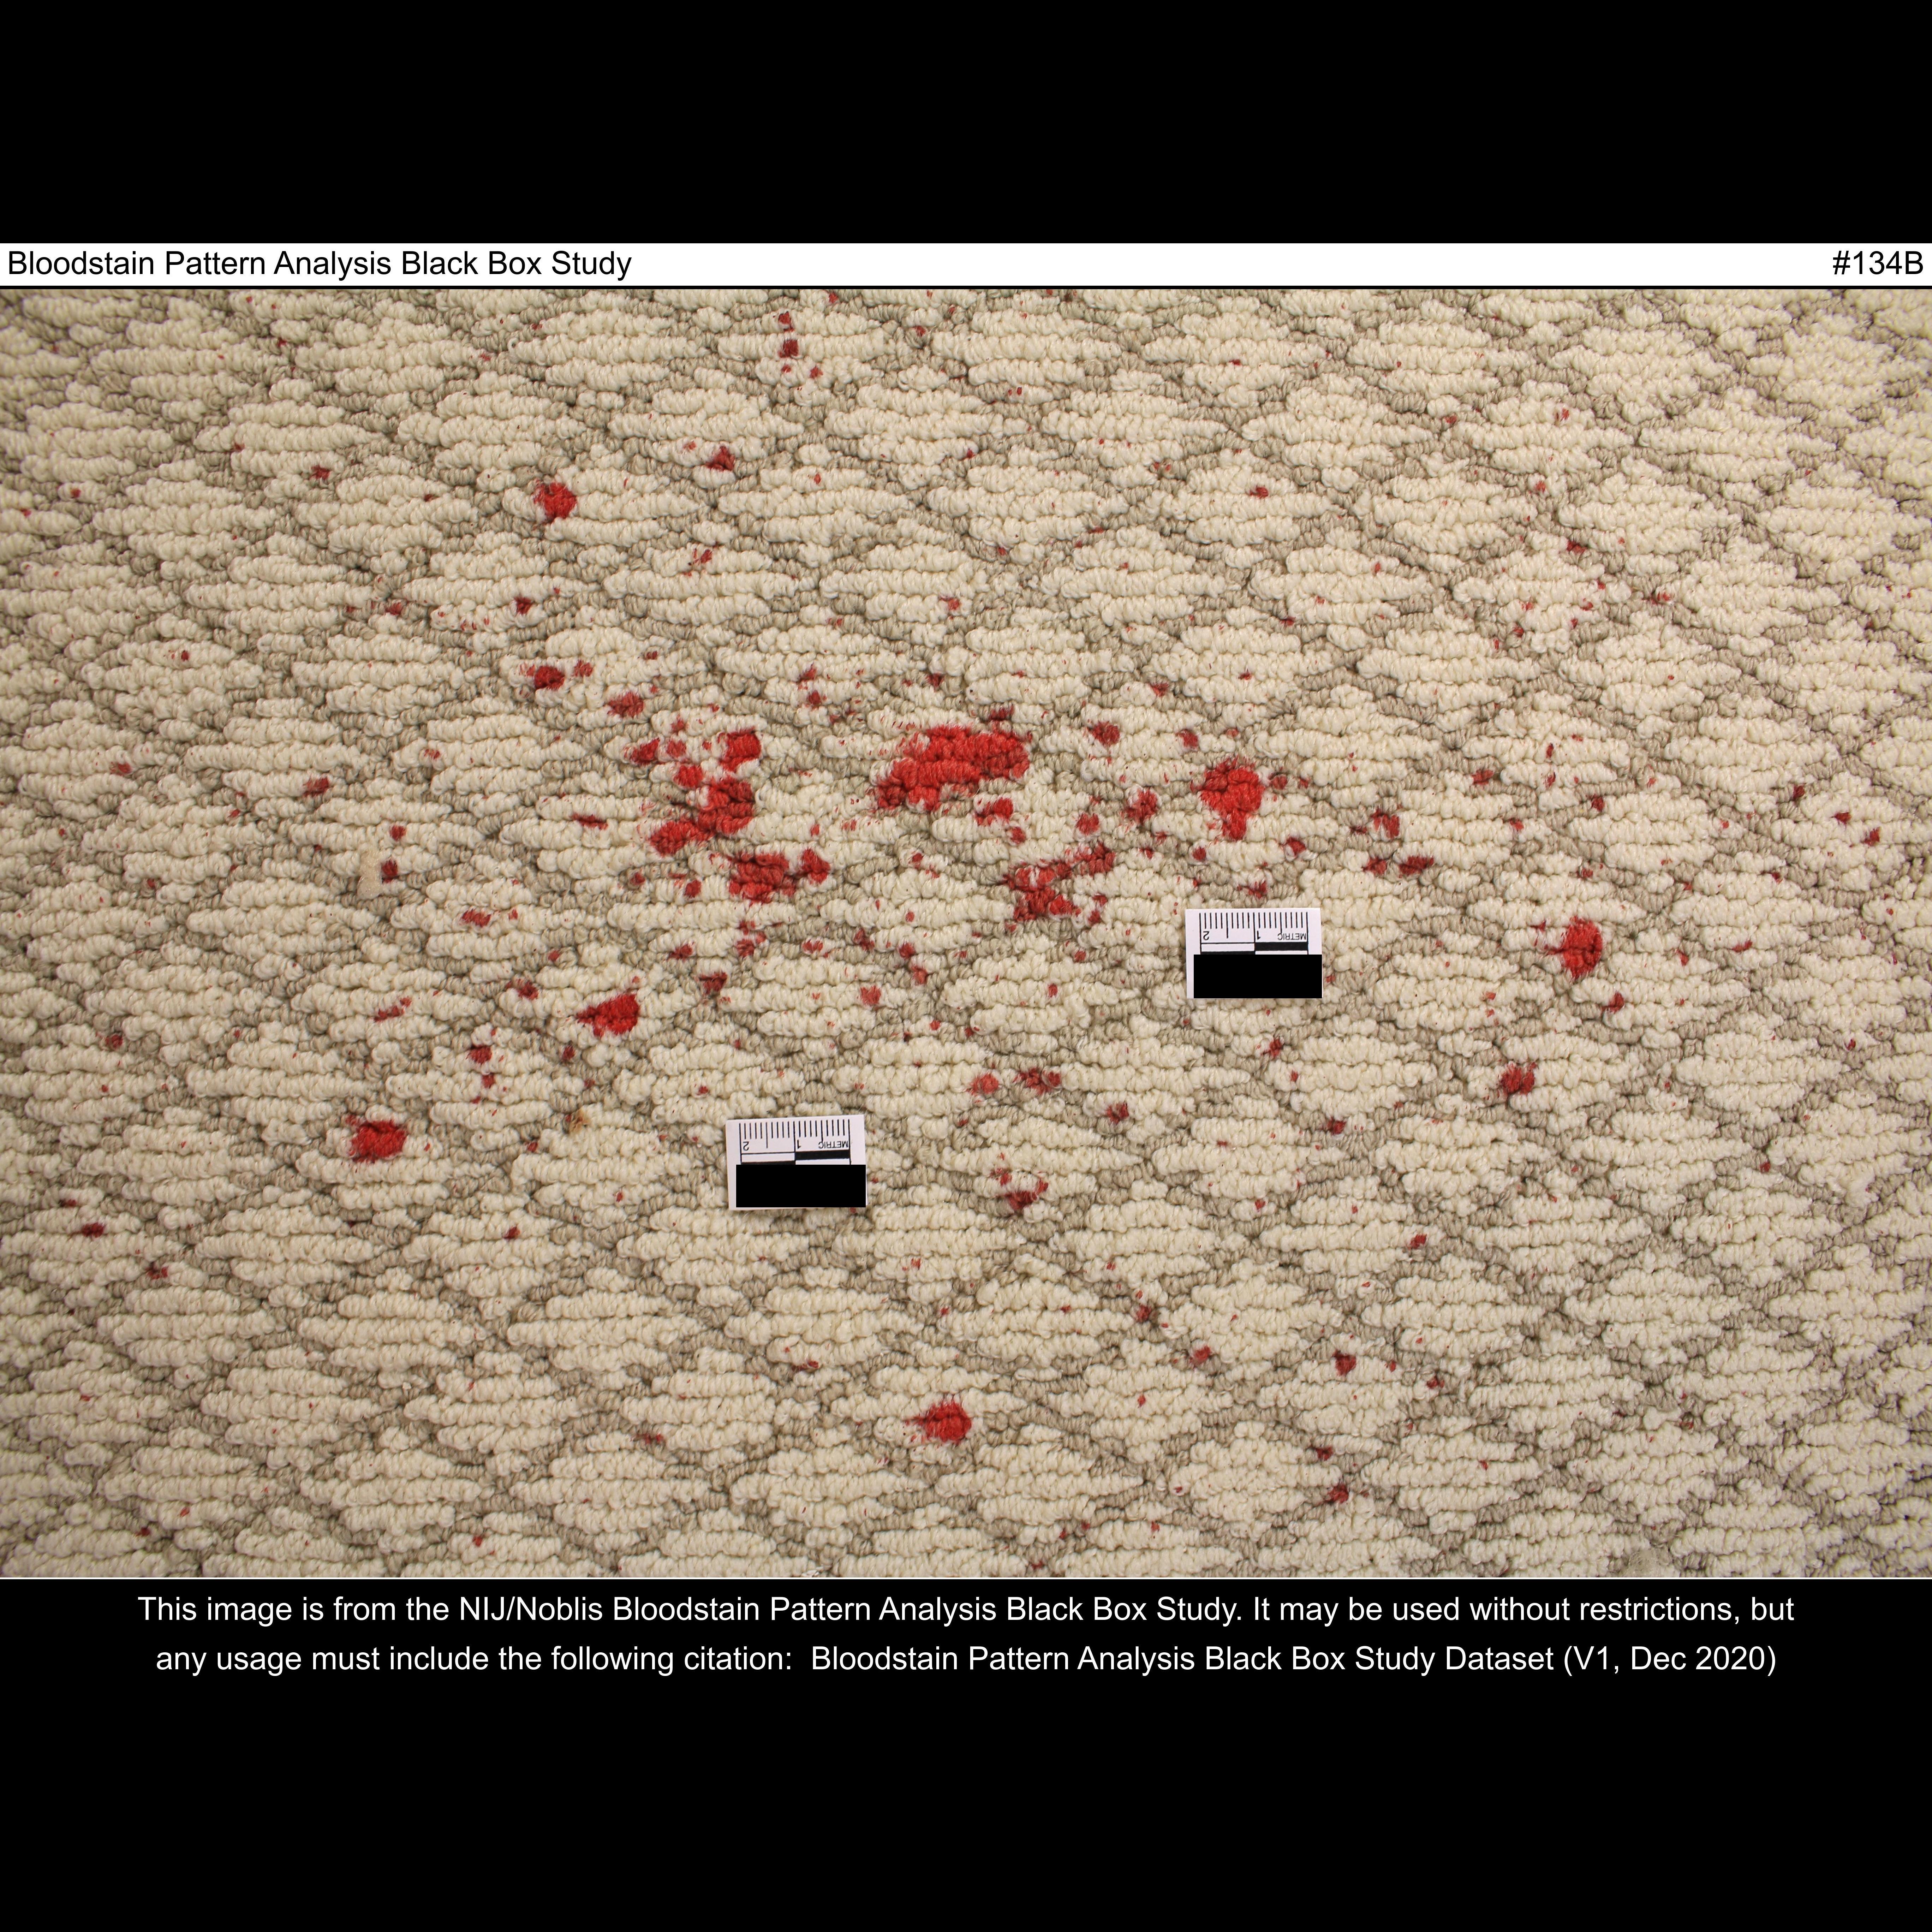 Bloodstain Pattern Analysis Black Box Study #134B
2 1 METRIC
2 1 METRIC
This image is from the NIJ/Noblis Bloodstain Pattern Analysis Black Box Study. It may be used without restrictions, but
any usage must include the following citation:  Bloodstain Pattern Analysis Black Box Study Dataset (V1, Dec 2020)